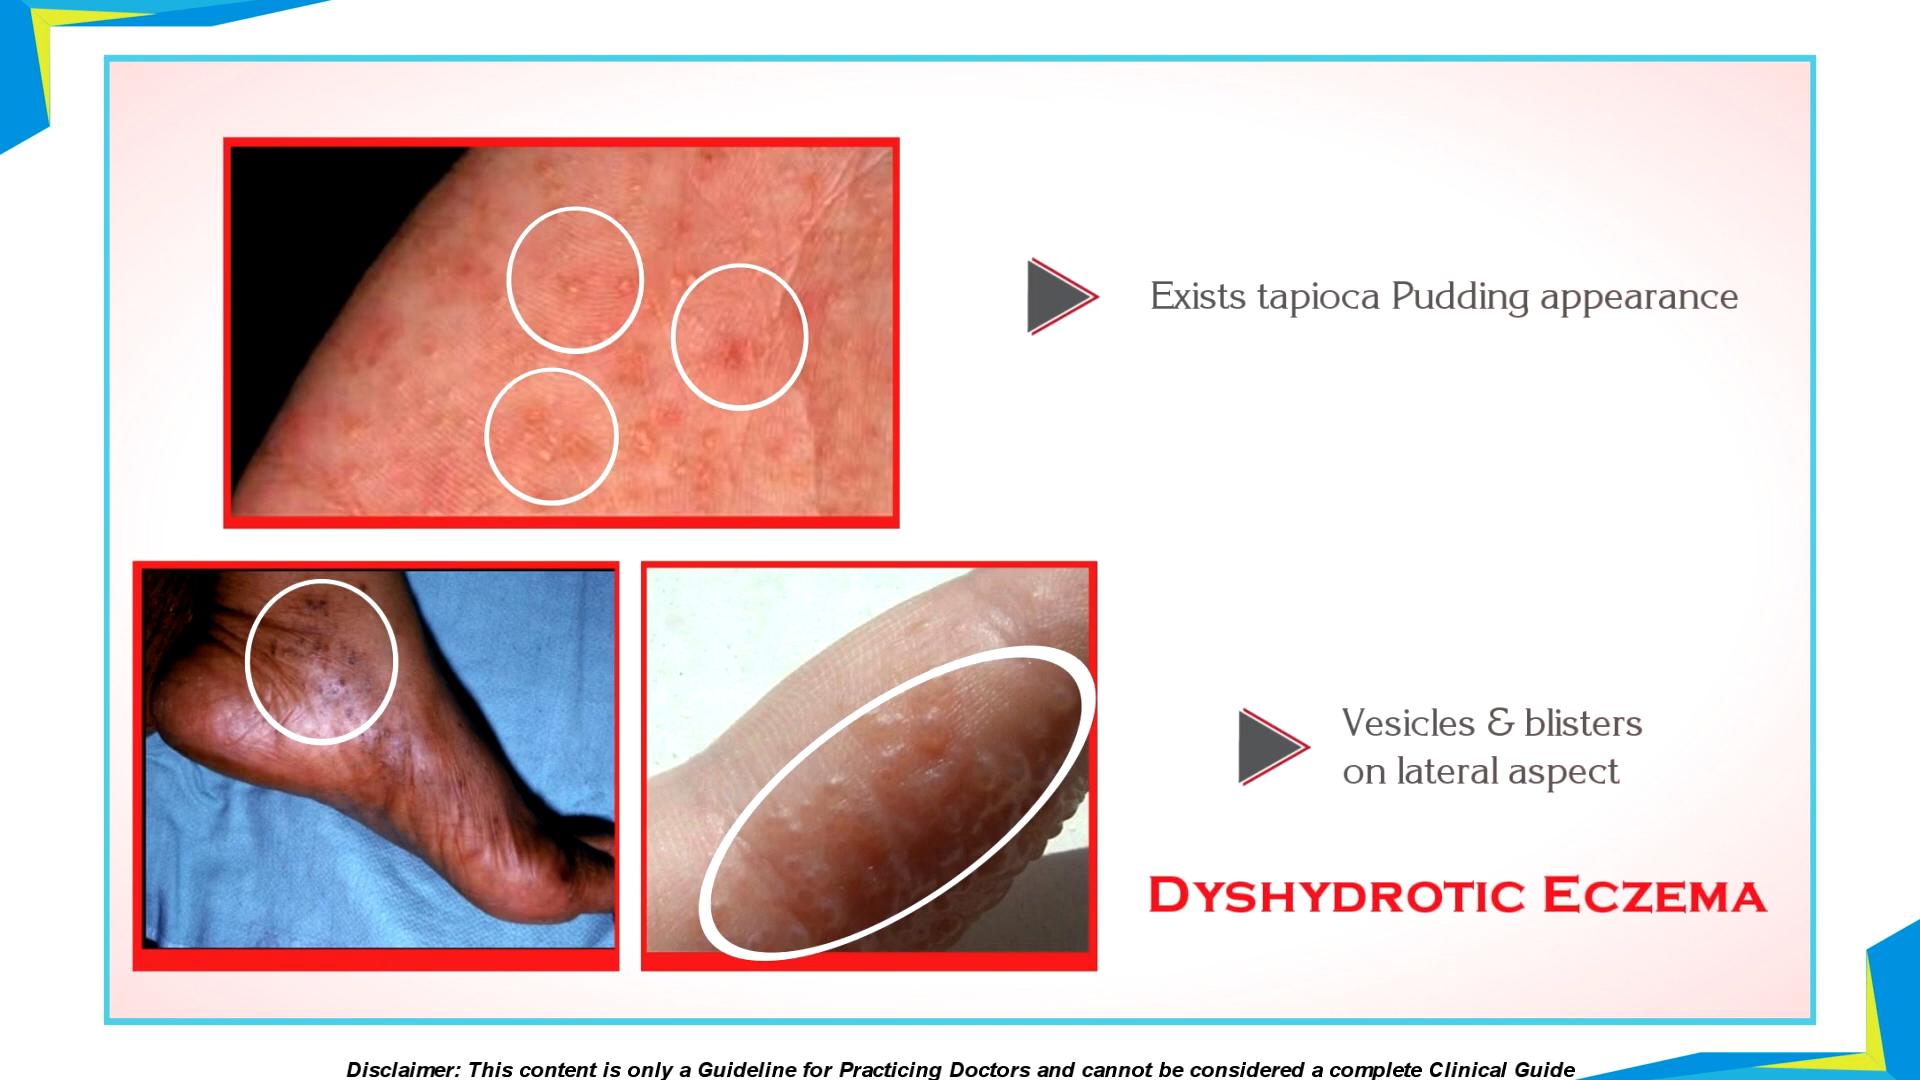 Exists tapioca Pudding appearance
Vesicles & blisters
on lateral aspect
DYSHYDROTIC ECZEMA
Disclaimer: This content is only a Guideline for Practicing Doctors and cannot be considered a complete Clinical Guide